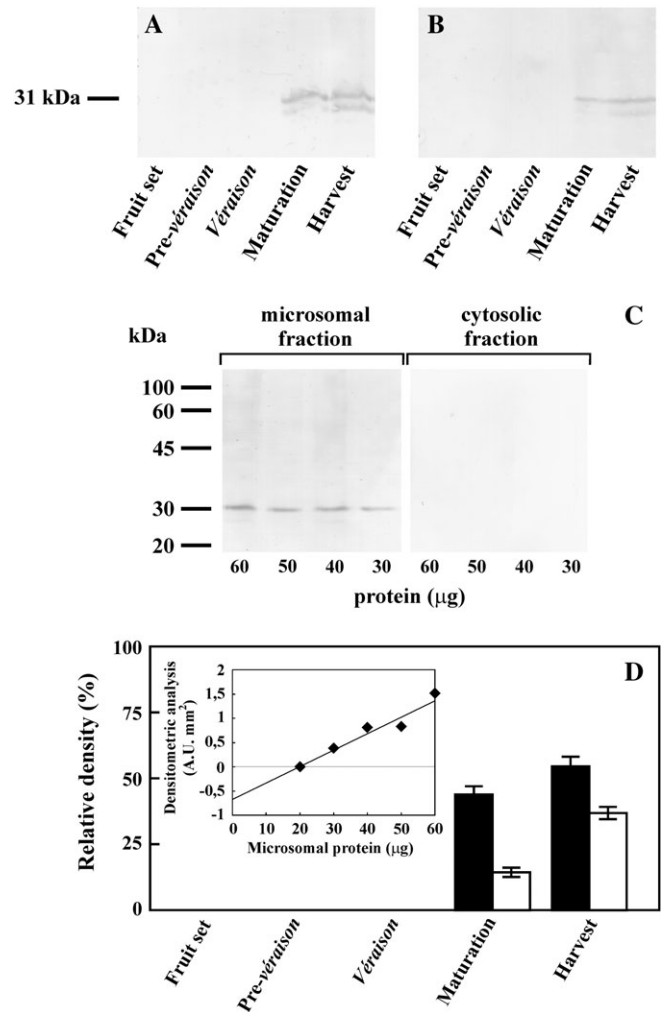 A
B
31 kDa
Fruit set
Pre-véraison
Véraison
Maturation
Harvest
Fruit set
Pre-véraison
Véraison
Maturation
Harvest
microsomal
fraction
cytosolic
fraction
C
kDa
100
60
45
30
20
60 50 40 30
60 50 40 30
protein (µg)
D
Relative density (%)
100
75
50
25
0
Densitometric analysis
(A.U. mm²)
2
1,5
1
0,5
0
-0,5
-1
0 10 20 30 40 50 60
Microsomal protein (µg)
Fruit set
Pre-véraison
Véraison
Maturation
Harvest